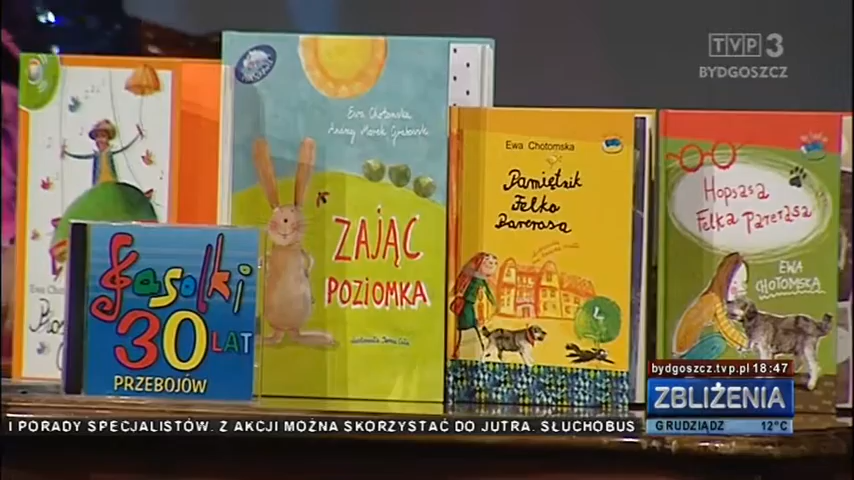 TVP 3
BYDGOSZCZ
Ewa Chotomska
Andrzej Marek Grabowski
ZAJĄC
POZIOMKA
Ewa Chotomska
Pamiętnik
Felka
Parerasa
Hopsasa
Felka Parerasa
EWA
CHOTOMSKA
Fasolki
30 LAT
PRZEBOJÓW
bydgoszcz.tvp.pl 18:47
ZBLIŻENIA
GRUDZIĄDZ 12°C
I PORADY SPECJALISTÓW. Z AKCJI MOŻNA SKORZYSTAĆ DO JUTRA. SŁUCHOBUS